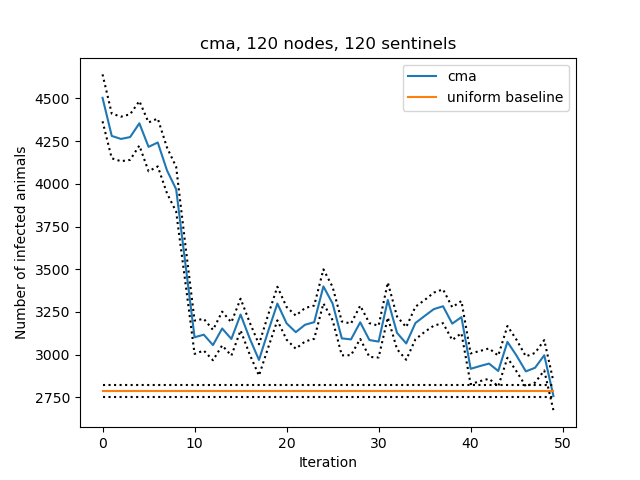 cma, 120 nodes, 120 sentinels
cma
uniform baseline
Number of infected animals
4500
4250
4000
3750
3500
3250
3000
2750
0 10 20 30 40 50
Iteration